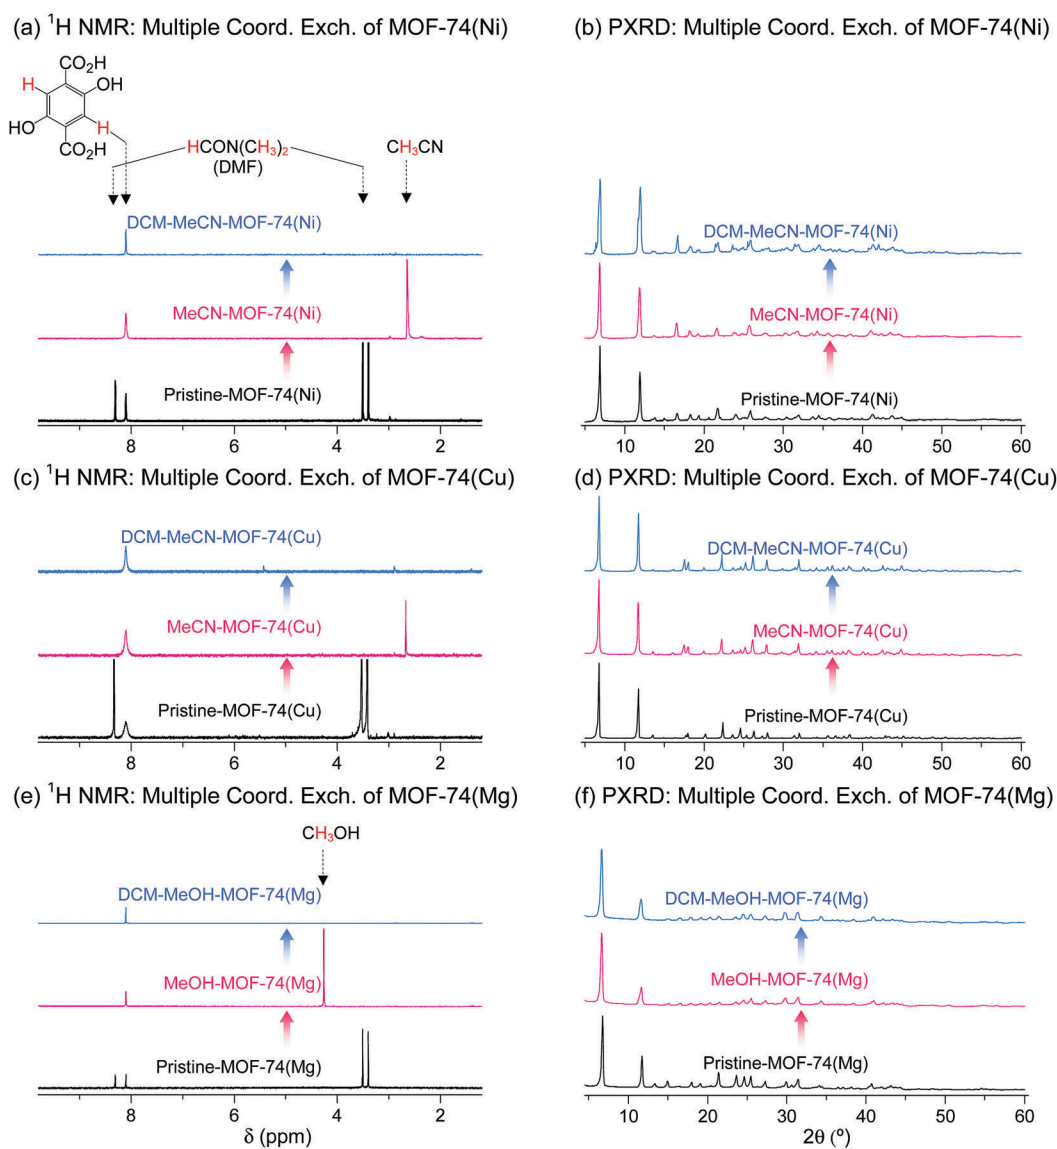 (a) ¹H NMR: Multiple Coord. Exch. of MOF-74(Ni)
CO₂H
H
OH
HO
H
CO₂H
HCON(CH₃)₂
(DMF)
CH₃CN
DCM-MeCN-MOF-74(Ni)
MeCN-MOF-74(Ni)
Pristine-MOF-74(Ni)
8 6 4 2
(b) PXRD: Multiple Coord. Exch. of MOF-74(Ni)
DCM-MeCN-MOF-74(Ni)
MeCN-MOF-74(Ni)
Pristine-MOF-74(Ni)
10 20 30 40 50 60
(c) ¹H NMR: Multiple Coord. Exch. of MOF-74(Cu)
DCM-MeCN-MOF-74(Cu)
MeCN-MOF-74(Cu)
Pristine-MOF-74(Cu)
8 6 4 2
(d) PXRD: Multiple Coord. Exch. of MOF-74(Cu)
DCM-MeCN-MOF-74(Cu)
MeCN-MOF-74(Cu)
Pristine-MOF-74(Cu)
10 20 30 40 50 60
(e) ¹H NMR: Multiple Coord. Exch. of MOF-74(Mg)
CH₃OH
DCM-MeOH-MOF-74(Mg)
MeOH-MOF-74(Mg)
Pristine-MOF-74(Mg)
8 6 4 2
δ (ppm)
(f) PXRD: Multiple Coord. Exch. of MOF-74(Mg)
DCM-MeOH-MOF-74(Mg)
MeOH-MOF-74(Mg)
Pristine-MOF-74(Mg)
10 20 30 40 50 60
2θ (º)